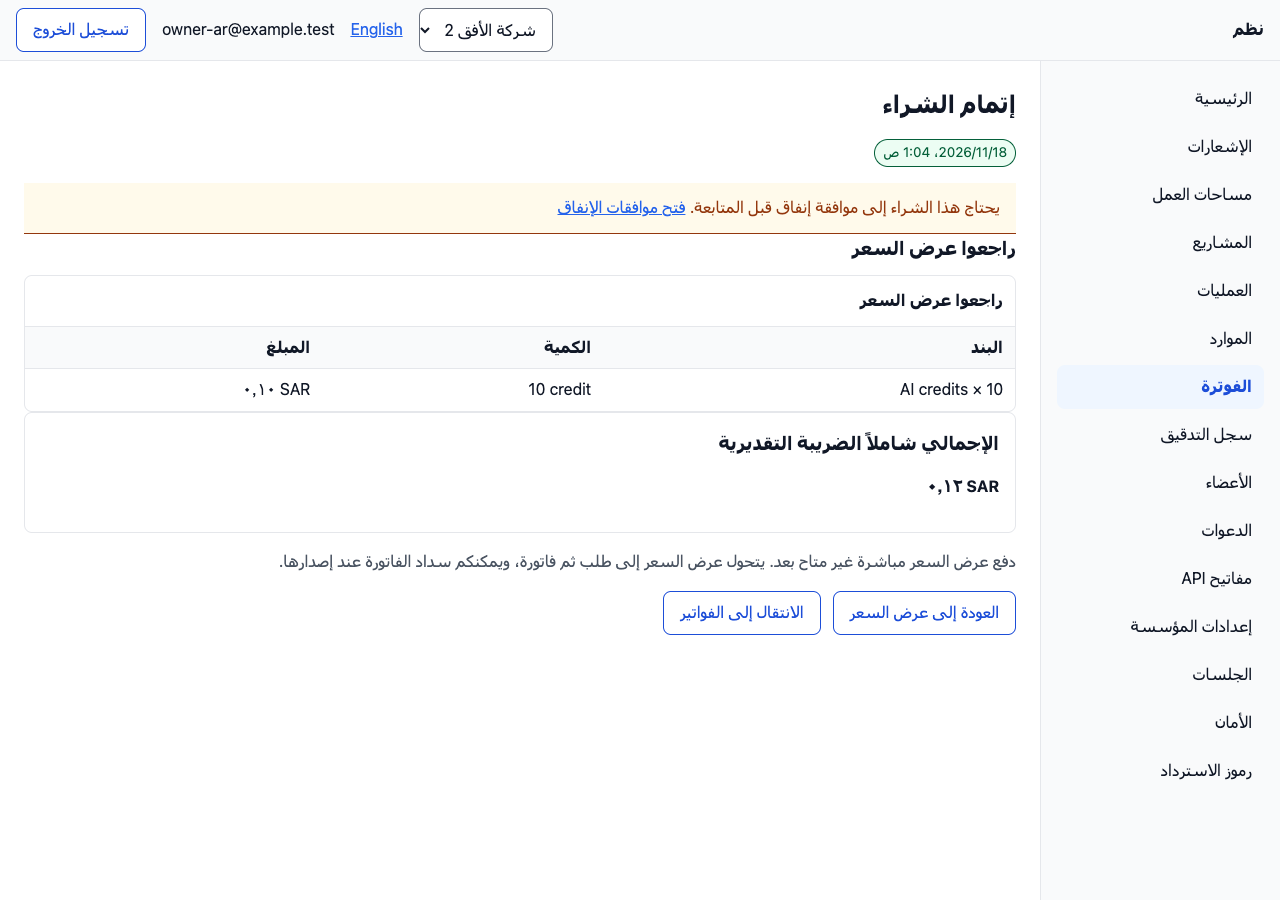 نظم
شركة الأفق 2
English
owner-ar@example.test
تسجيل الخروج
الرئيسية
الإشعارات
مساحات العمل
المشاريع
العمليات
الموارد
الفوترة
سجل التدقيق
الأعضاء
الدعوات
مفاتيح API
إعدادات المؤسسة
الجلسات
الأمان
رموز الاسترداد
إتمام الشراء
2026/11/18، 1:04 ص
يحتاج هذا الشراء إلى موافقة إنفاق قبل المتابعة. فتح موافقات الإنفاق
راجعوا عرض السعر
راجعوا عرض السعر
البند الكمية المبلغ
AI credits × 10 10 credit ٠٫١٠ SAR
الإجمالي شاملاً الضريبة التقديرية
٠٫١٢ SAR
دفع عرض السعر مباشرة غير متاح بعد. يتحول عرض السعر إلى طلب ثم فاتورة، ويمكنكم سداد الفاتورة عند إصدارها.
العودة إلى عرض السعر
الانتقال إلى الفواتير